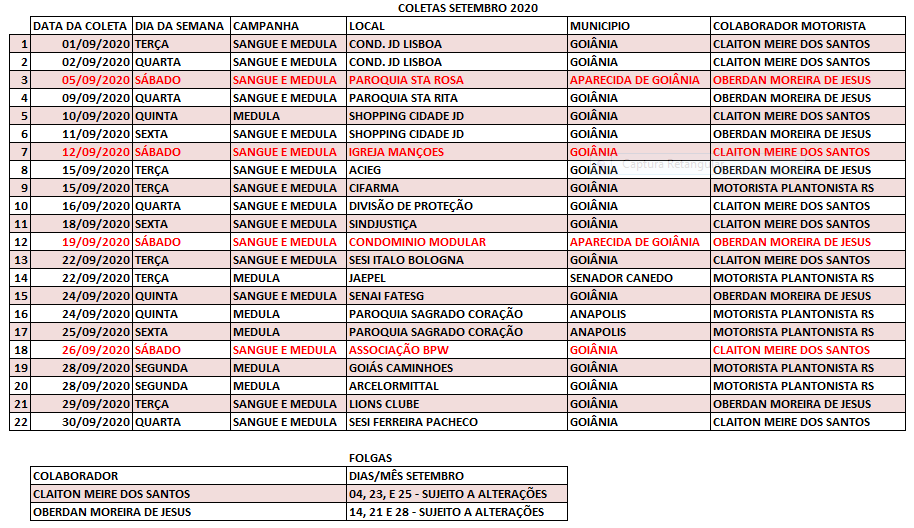 COLETAS SETEMBRO 2020
DATA DA COLETA DIA DA SEMANA CAMPANHA LOCAL MUNICIPIO COLABORADOR MOTORISTA
1 01/09/2020 TERÇA SANGUE E MEDULA COND. JD LISBOA GOIÂNIA CLAITON MEIRE DOS SANTOS
2 02/09/2020 QUARTA SANGUE E MEDULA COND. JD LISBOA GOIÂNIA CLAITON MEIRE DOS SANTOS
3 05/09/2020 SÁBADO SANGUE E MEDULA PAROQUIA STA ROSA APARECIDA DE GOIÂNIA OBERDAN MOREIRA DE JESUS
4 09/09/2020 QUARTA SANGUE E MEDULA PAROQUIA STA RITA GOIÂNIA OBERDAN MOREIRA DE JESUS
5 10/09/2020 QUINTA MEDULA SHOPPING CIDADE JD GOIÂNIA CLAITON MEIRE DOS SANTOS
6 11/09/2020 SEXTA SANGUE E MEDULA SHOPPING CIDADE JD GOIÂNIA OBERDAN MOREIRA DE JESUS
7 12/09/2020 SÁBADO SANGUE E MEDULA IGREJA MANÇOES GOIÂNIA CLAITON MEIRE DOS SANTOS
8 15/09/2020 TERÇA SANGUE E MEDULA ACIEG GOIÂNIA OBERDAN MOREIRA DE JESUS
9 15/09/2020 TERÇA SANGUE E MEDULA CIFARMA GOIÂNIA MOTORISTA PLANTONISTA RS
10 16/09/2020 QUARTA SANGUE E MEDULA DIVISÃO DE PROTEÇÃO GOIÂNIA CLAITON MEIRE DOS SANTOS
11 18/09/2020 SEXTA SANGUE E MEDULA SINDJUSTIÇA GOIÂNIA CLAITON MEIRE DOS SANTOS
12 19/09/2020 SÁBADO SANGUE E MEDULA CONDOMINIO MODULAR APARECIDA DE GOIÂNIA OBERDAN MOREIRA DE JESUS
13 22/09/2020 TERÇA SANGUE E MEDULA SESI ITALO BOLOGNA GOIÂNIA CLAITON MEIRE DOS SANTOS
14 22/09/2020 TERÇA MEDULA JAEPEL SENADOR CANEDO MOTORISTA PLANTONISTA RS
15 24/09/2020 QUINTA SANGUE E MEDULA SENAI FATESG GOIÂNIA OBERDAN MOREIRA DE JESUS
16 24/09/2020 QUINTA MEDULA PAROQUIA SAGRADO CORAÇÃO ANAPOLIS MOTORISTA PLANTONISTA RS
17 25/09/2020 SEXTA MEDULA PAROQUIA SAGRADO CORAÇÃO ANAPOLIS MOTORISTA PLANTONISTA RS
18 26/09/2020 SÁBADO SANGUE E MEDULA ASSOCIAÇÃO BPW GOIÂNIA CLAITON MEIRE DOS SANTOS
19 28/09/2020 SEGUNDA MEDULA GOIÁS CAMINHOES GOIÂNIA MOTORISTA PLANTONISTA RS
20 28/09/2020 SEGUNDA MEDULA ARCELORMITTAL GOIÂNIA MOTORISTA PLANTONISTA RS
21 29/09/2020 TERÇA SANGUE E MEDULA LIONS CLUBE GOIÂNIA OBERDAN MOREIRA DE JESUS
22 30/09/2020 QUARTA SANGUE E MEDULA SESI FERREIRA PACHECO GOIÂNIA CLAITON MEIRE DOS SANTOS
FOLGAS
COLABORADOR DIAS/MÊS SETEMBRO
CLAITON MEIRE DOS SANTOS 04, 23, E 25 - SUJEITO A ALTERAÇÕES
OBERDAN MOREIRA DE JESUS 14, 21 E 28 - SUJEITO A ALTERAÇÕES